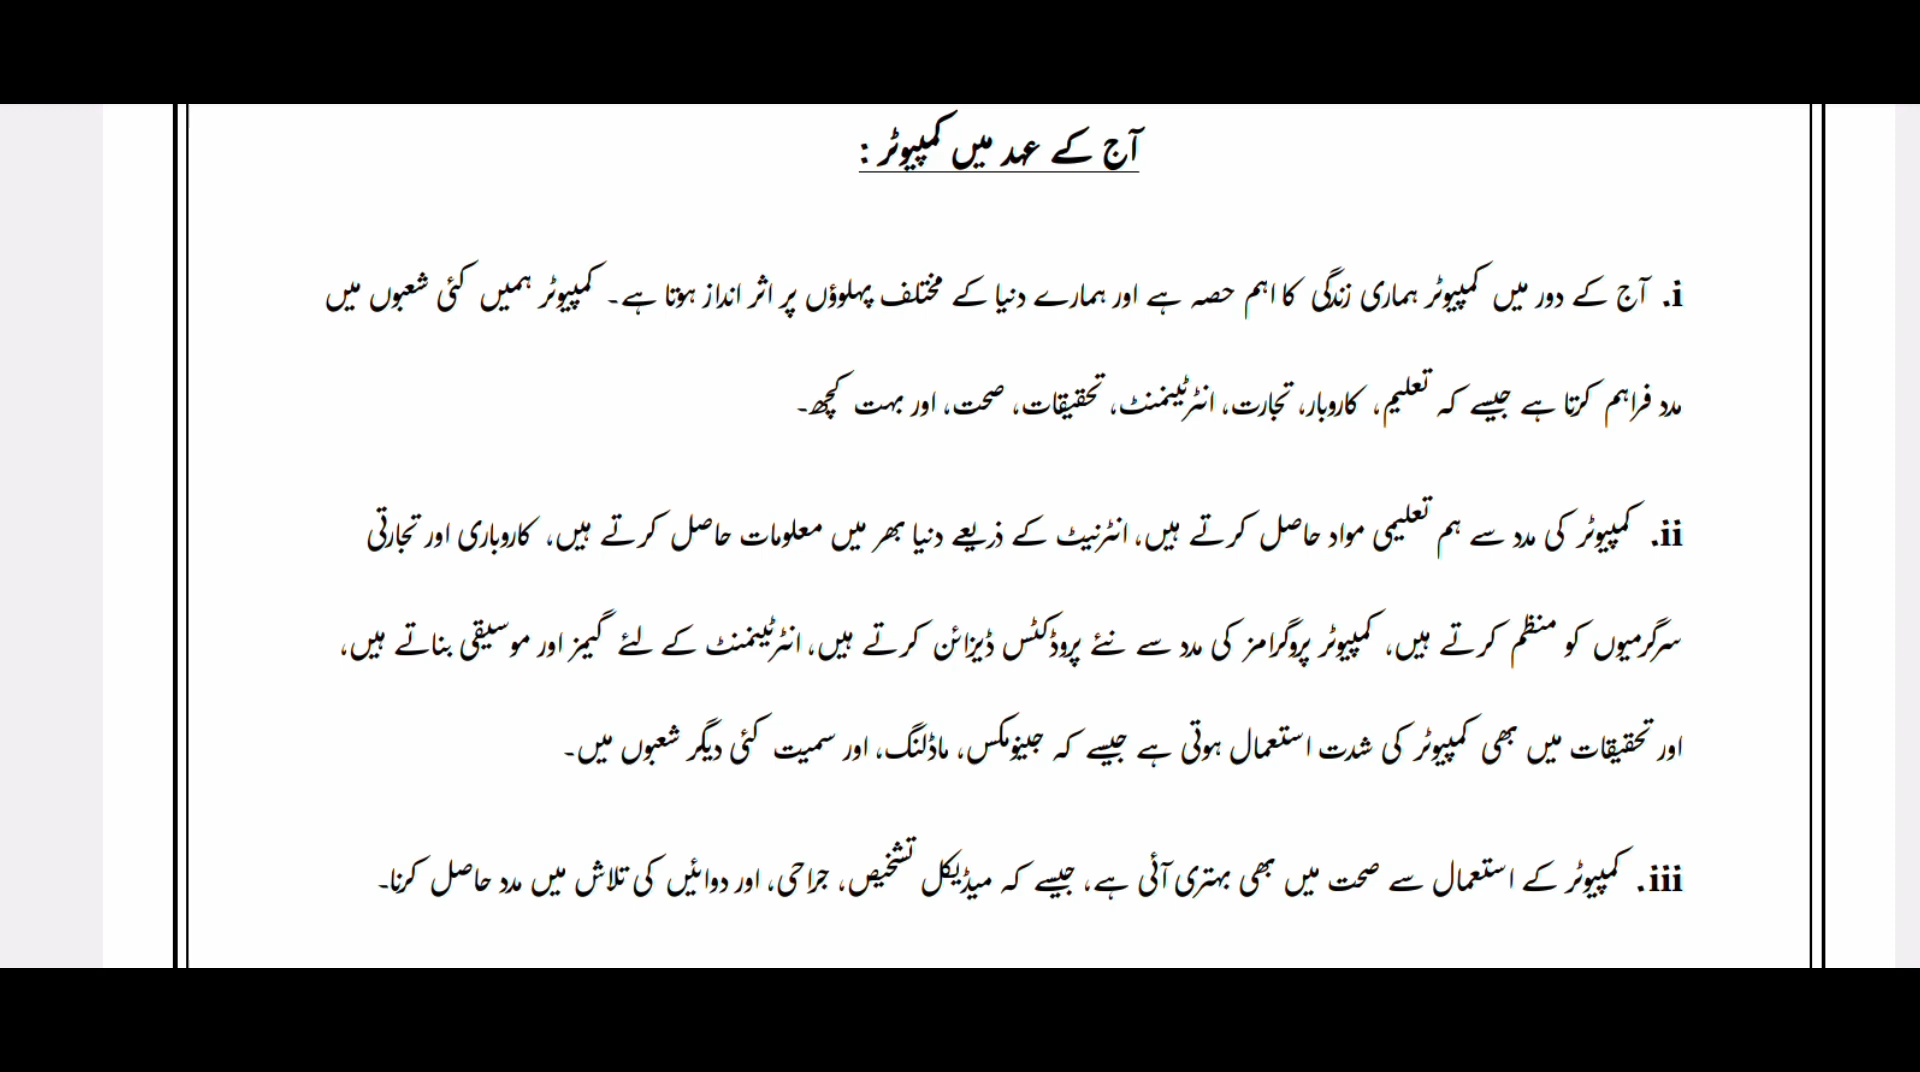 آج کے عہد میں کمپیوٹر :
i. آج کے دور میں کمپیوٹر ہماری زندگی کا اہم حصہ ہے اور ہمارے دنیا کے مختلف پہلوؤں پر اثر انداز ہوتا ہے۔ کمپیوٹر ہمیں کئی شعبوں میں
مدد فراہم کرتا ہے جیسے کہ تعلیم، کاروبار، تجارت، انٹرٹینمنٹ، تحقیقات، صحت، اور بہت کچھ۔
ii. کمپیوٹر کی مدد سے ہم تعلیمی مواد حاصل کرتے ہیں، انٹرنیٹ کے ذریعے دنیا بھر میں معلومات حاصل کرتے ہیں، کاروباری اور تجارتی
سرگرمیوں کو منظم کرتے ہیں، کمپیوٹر پروگرامز کی مدد سے نئے پروڈکٹس ڈیزائن کرتے ہیں، انٹرٹینمنٹ کے لئے گیمز اور موسیقی بناتے ہیں،
اور تحقیقات میں بھی کمپیوٹر کی شدت استعمال ہوتی ہے جیسے کہ جینومکس، ماڈلنگ، اور سمیت کئی دیگر شعبوں میں۔
iii. کمپیوٹر کے استعمال سے صحت میں بھی بہتری آئی ہے، جیسے کہ میڈیکل تشخیص، جراحی، اور دوائیں کی تلاش میں مدد حاصل کرنا۔